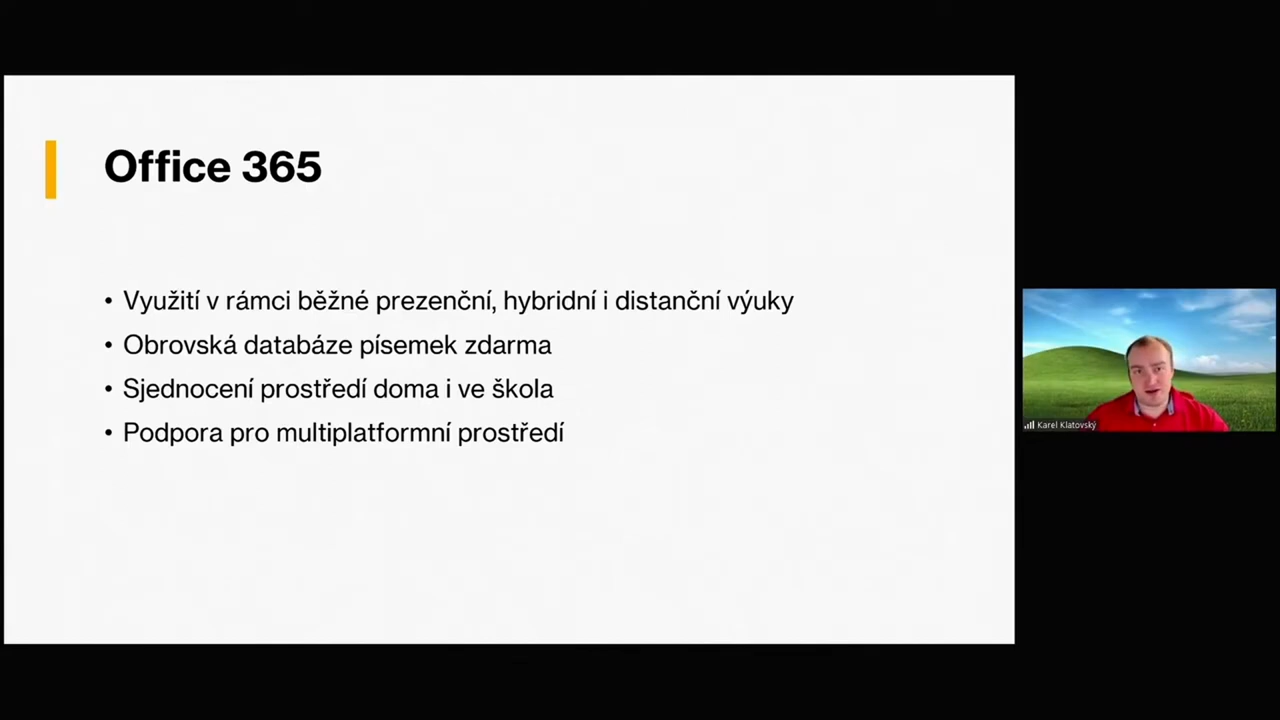 Office 365
• Využití v rámci běžné prezenční, hybridní i distanční výuky
• Obrovská databáze písemek zdarma
• Sjednocení prostředí doma i ve škola
• Podpora pro multiplatformní prostředí
Karel Klatovský